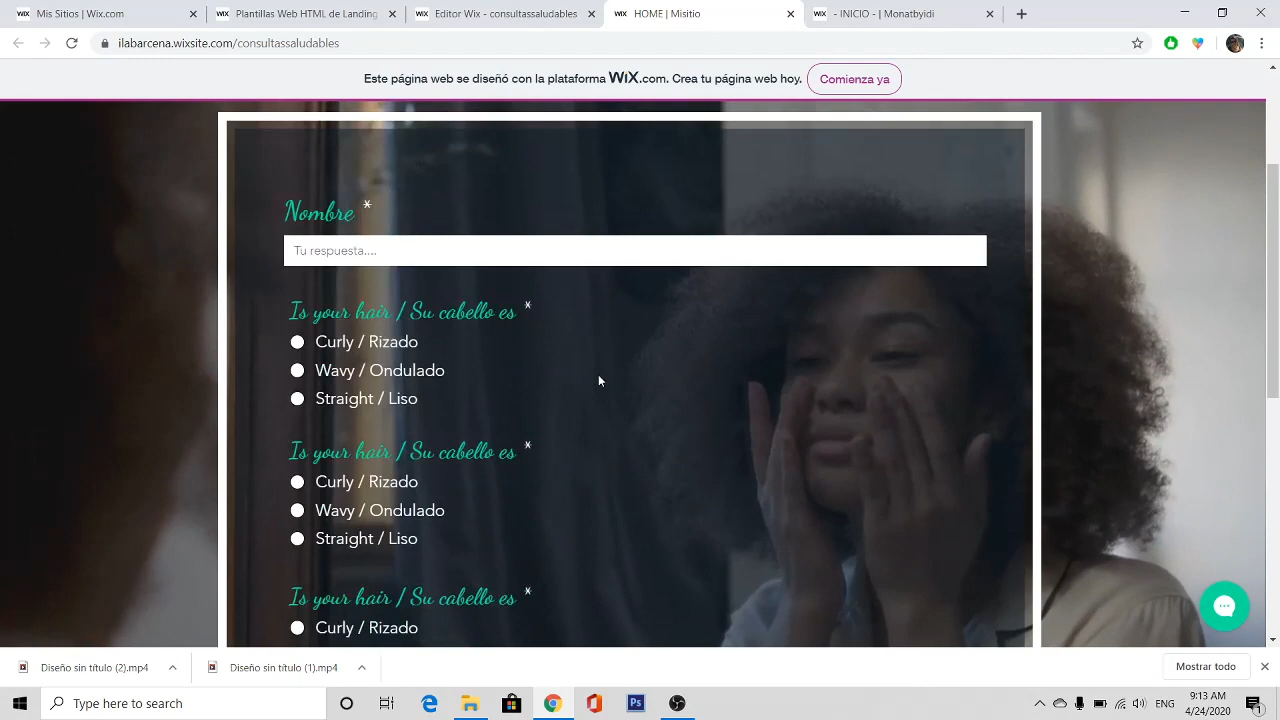 Mis Sitios | Wix.com
Plantillas Web HTML de Landing
Editor Wix - consultassaludables
HOME | Misitio
- INICIO - | Monatbyidi
ilabarcena.wixsite.com/consultassaludables
Este página web se diseñó con la plataforma WiX.com. Crea tu página web hoy. Comienza ya
Nombre *
Tu respuesta....
Is your hair / Su cabello es *
Curly / Rizado
Wavy / Ondulado
Straight / Liso
Is your hair / Su cabello es *
Curly / Rizado
Wavy / Ondulado
Straight / Liso
Is your hair / Su cabello es *
Curly / Rizado
Diseño sin título (2).mp4
Diseño sin título (1).mp4
Mostrar todo
Type here to search
Ps
ENG
9:13 AM
4/24/2020
1